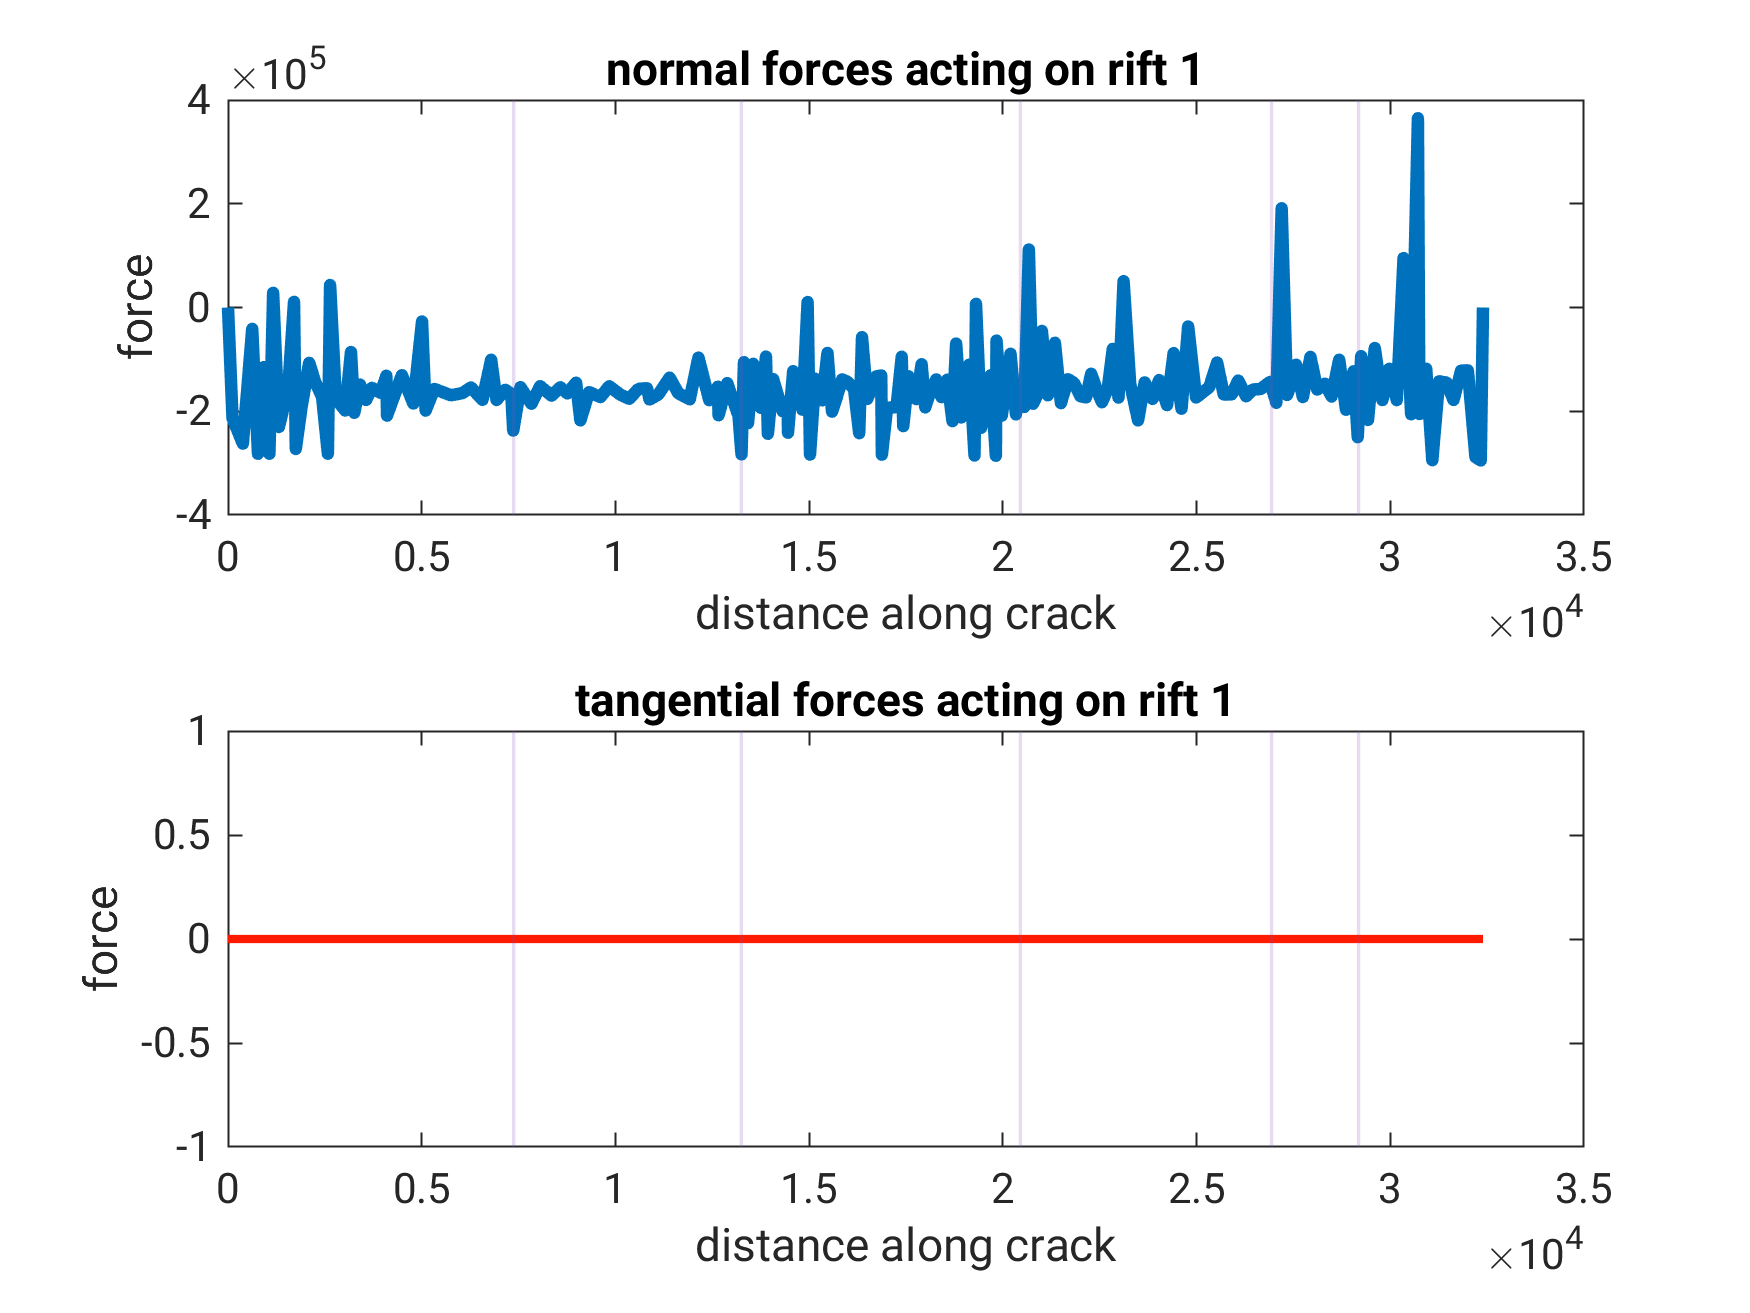 ×10^5
normal forces acting on rift 1
4
2
0
-2
-4
force
0 0.5 1 1.5 2 2.5 3 3.5
distance along crack
×10^4
tangential forces acting on rift 1
1
0.5
0
-0.5
-1
force
0 0.5 1 1.5 2 2.5 3 3.5
distance along crack
×10^4